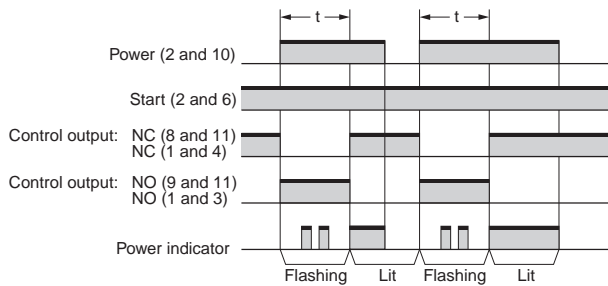 t
t
Power (2 and 10)
Start (2 and 6)
Control output: NC (8 and 11)
NC (1 and 4)
Control output: NO (9 and 11)
NO (1 and 3)
Power indicator
Flashing
Lit
Flashing
Lit